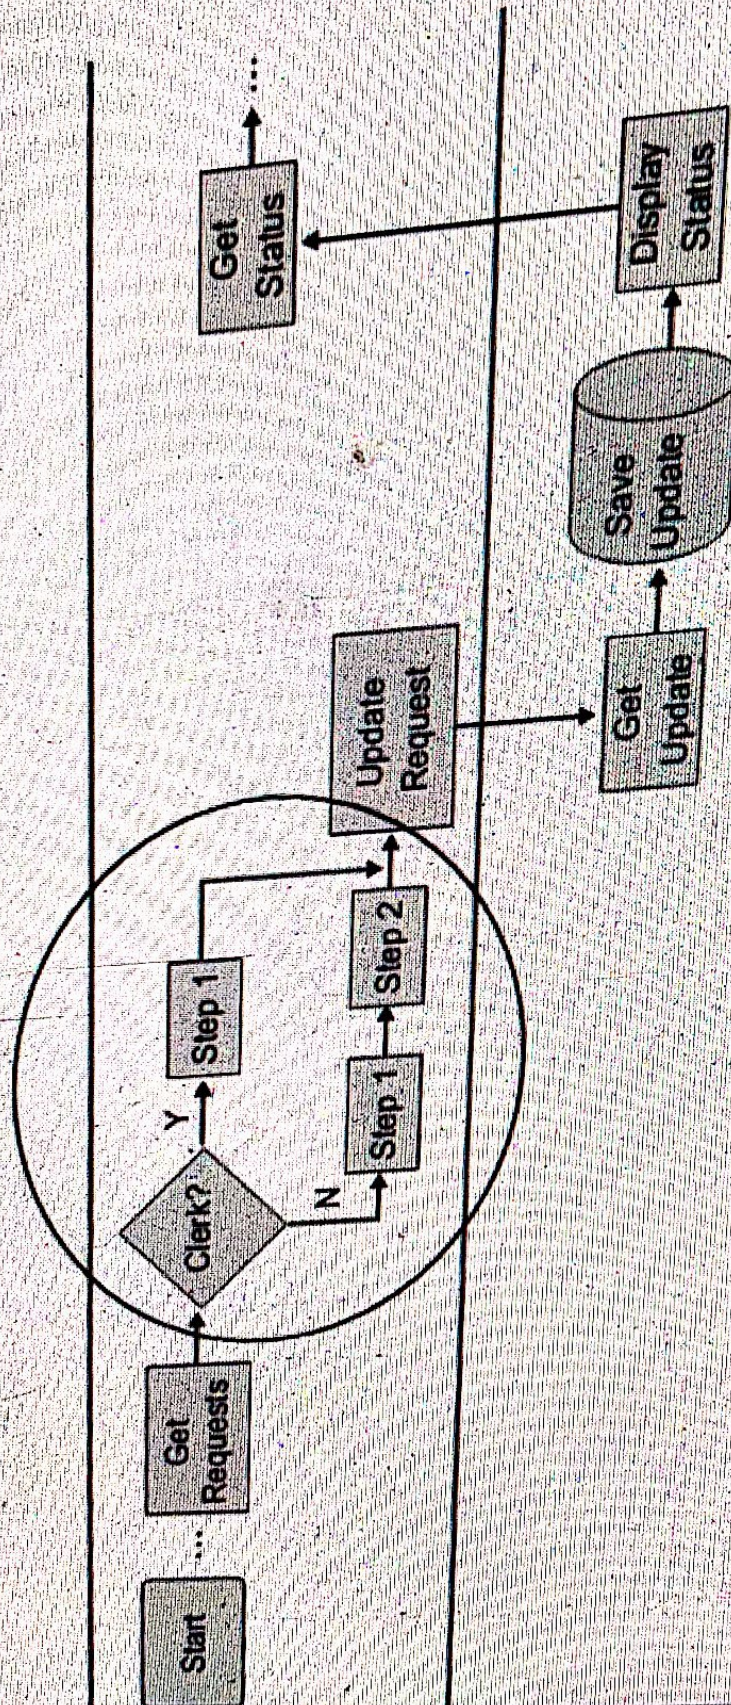 Start
...
Get
Requests
Clerk?
Y
Step 1
N
Step 1
Step 2
Update
Request
Get
Update
Save
Update
Display
Status
Get
Status
...